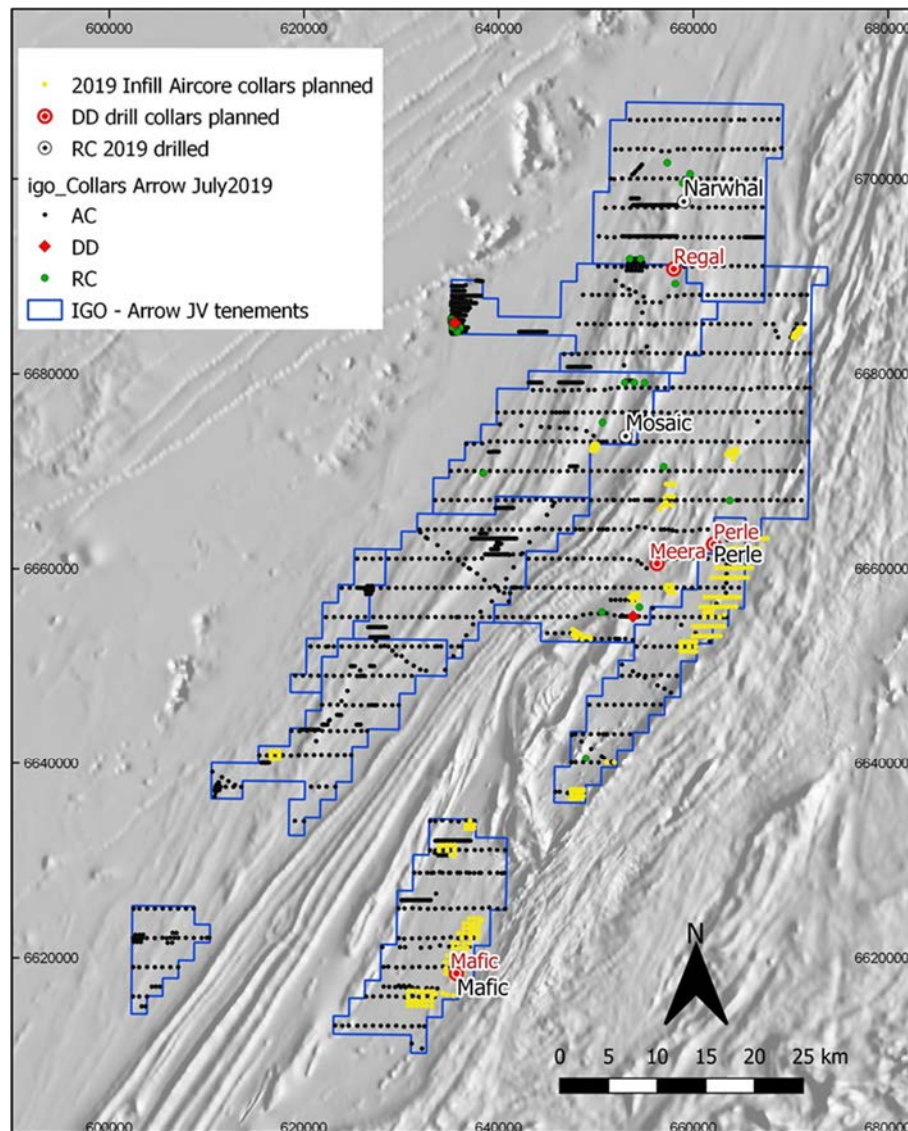 600000
620000
640000
660000
680000
2019 Infill Aircore collars planned
DD drill collars planned
RC 2019 drilled
igo_Collars Arrow July2019
AC
DD
RC
IGO - Arrow JV tenements
6700000
6700000
Narwhal
Regal
6680000
6680000
Mosaic
Perle
Meera
Perle
6660000
6660000
6640000
6640000
N
6620000
6620000
Mafic
Mafic
0 5 10 15 20 25 km
600000
620000
640000
660000
680000